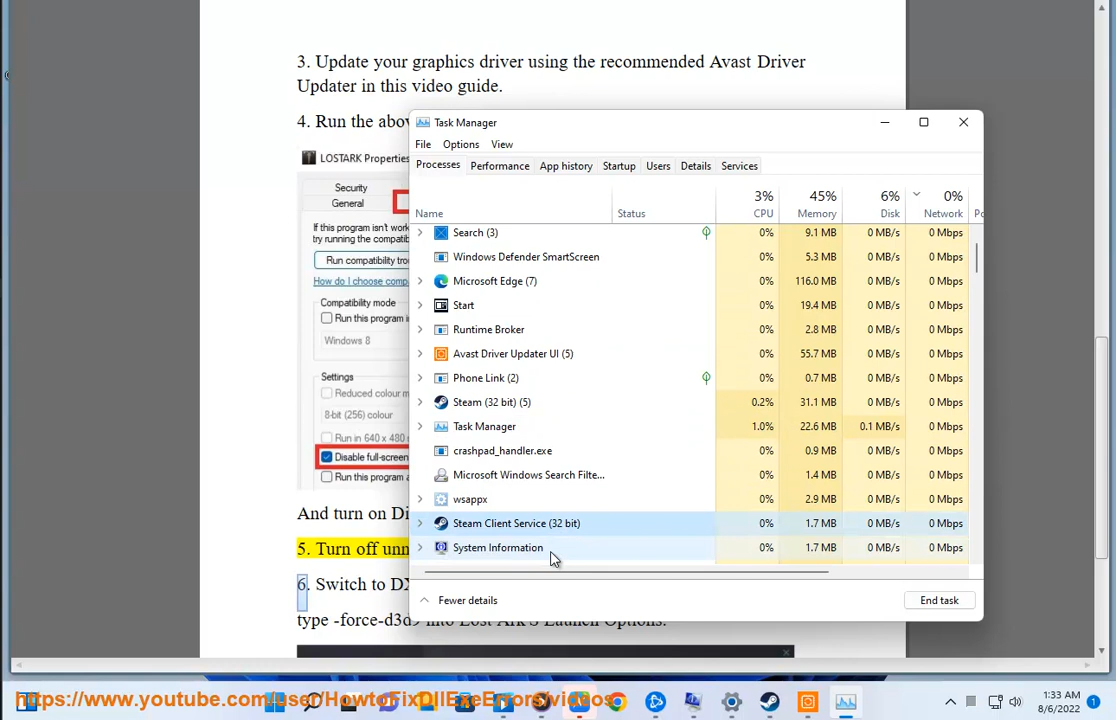 3. Update your graphics driver using the recommended Avast Driver
Updater in this video guide.
4. Run the abov
LOSTARK Properties
Security
General
If this program isn't work
try running the compatib
Run compatibility trou
How do I choose comp
Compatibility mode
Run this program i
Windows 8
Settings
Reduced colour m
8-bit (256) colour
Run in 640 x 480 s
Disable full-screen
Run this program a
And turn on Di
5. Turn off unn
6. Switch to DX
type -force-d3d9 into Lost Ark's Launch Options.
Task Manager
File Options View
Processes Performance App history Startup Users Details Services
3% 45% 6% 0%
Name Status CPU Memory Disk Network Po
Search (3) 0% 9.1 MB 0 MB/s 0 Mbps
Windows Defender SmartScreen 0% 5.3 MB 0 MB/s 0 Mbps
Microsoft Edge (7) 0% 116.0 MB 0 MB/s 0 Mbps
Start 0% 19.4 MB 0 MB/s 0 Mbps
Runtime Broker 0% 2.8 MB 0 MB/s 0 Mbps
Avast Driver Updater UI (5) 0% 55.7 MB 0 MB/s 0 Mbps
Phone Link (2) 0% 0.7 MB 0 MB/s 0 Mbps
Steam (32 bit) (5) 0.2% 31.1 MB 0 MB/s 0 Mbps
Task Manager 1.0% 22.6 MB 0.1 MB/s 0 Mbps
crashpad_handler.exe 0% 0.9 MB 0 MB/s 0 Mbps
Microsoft Windows Search Filte... 0% 1.4 MB 0 MB/s 0 Mbps
wsappx 0% 2.9 MB 0 MB/s 0 Mbps
Steam Client Service (32 bit) 0% 1.7 MB 0 MB/s 0 Mbps
System Information 0% 1.7 MB 0 MB/s 0 Mbps
Fewer details End task
https://www.youtube.com/user/HowtoFixDllExeErrors/videos
1:33 AM
8/6/2022
1